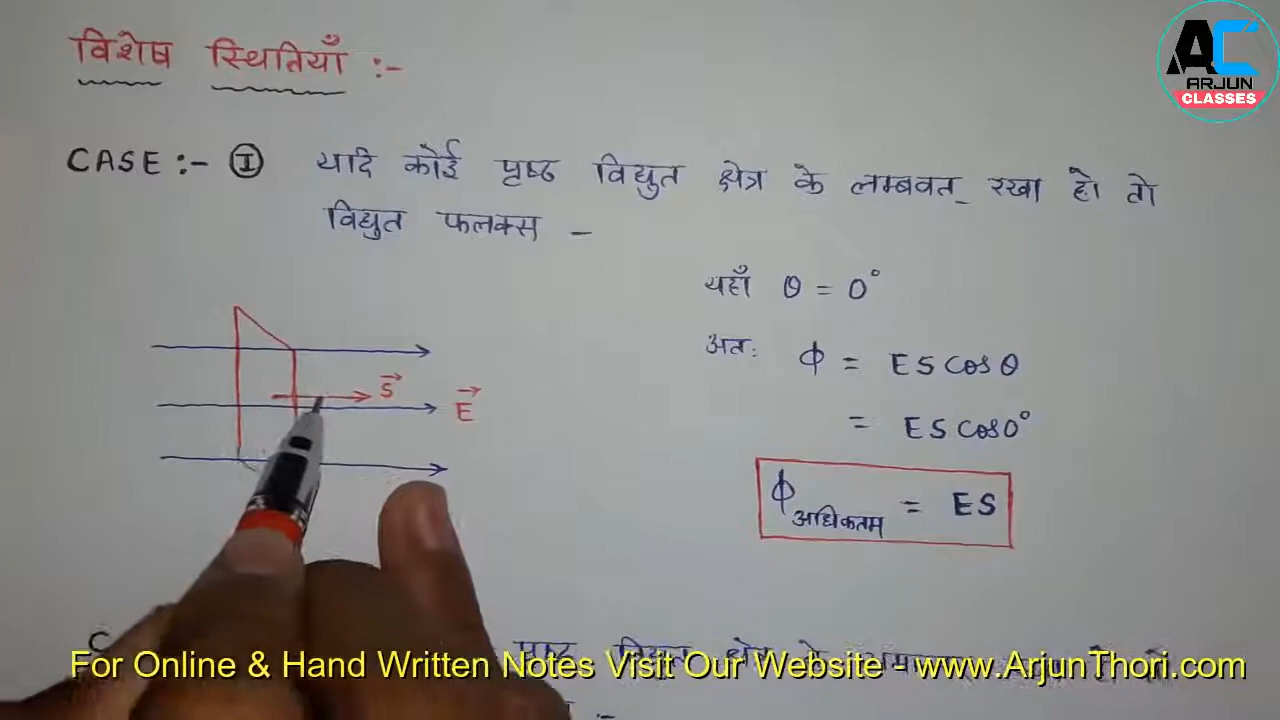 विशेष स्थितियाँ :-
AC
ARJUN
CLASSES
CASE :- Ⓘ यदि कोई पृष्ठ विद्युत क्षेत्र के लम्बवत् रखा हो तो
विद्युत फलक्स –
यहाँ θ = 0°
अतः ϕ = ES cos θ
= ES cos 0°
ϕ अधिकतम = ES
S⃗
E⃗
पृष्ठ विद्युत क्षेत्र के
For Online & Hand Written Notes Visit Our Website - www.ArjunThori.com